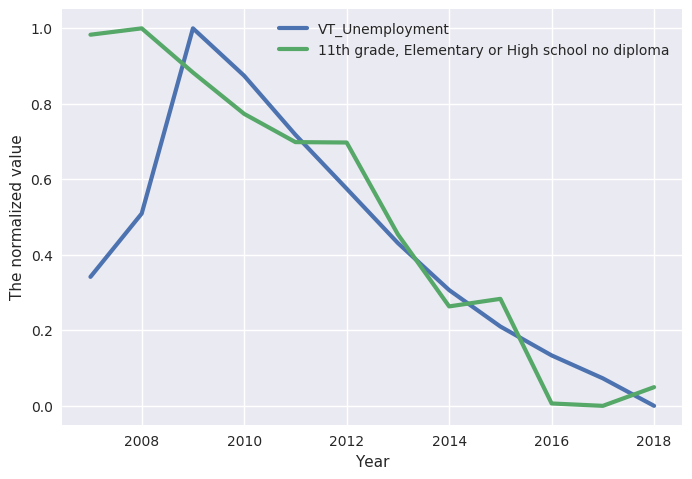 VT_Unemployment
11th grade, Elementary or High school no diploma
1.0
0.8
0.6
0.4
0.2
0.0
The normalized value
2008 2010 2012 2014 2016 2018
Year